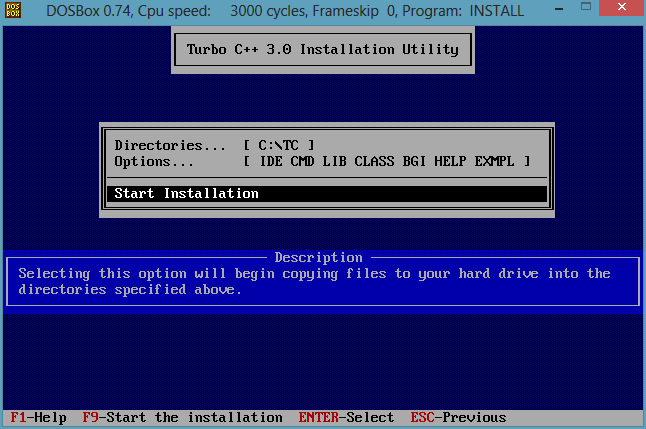 DOS
BOX
DOSBox 0.74, Cpu speed: 3000 cycles, Frameskip 0, Program: INSTALL
Turbo C++ 3.0 Installation Utility
Directories... [ C:\TC ]
Options... [ IDE CMD LIB CLASS BGI HELP EXMPL ]
Start Installation
Description
Selecting this option will begin copying files to your hard drive into the
directories specified above.
F1-Help F9-Start the installation ENTER-Select ESC-Previous